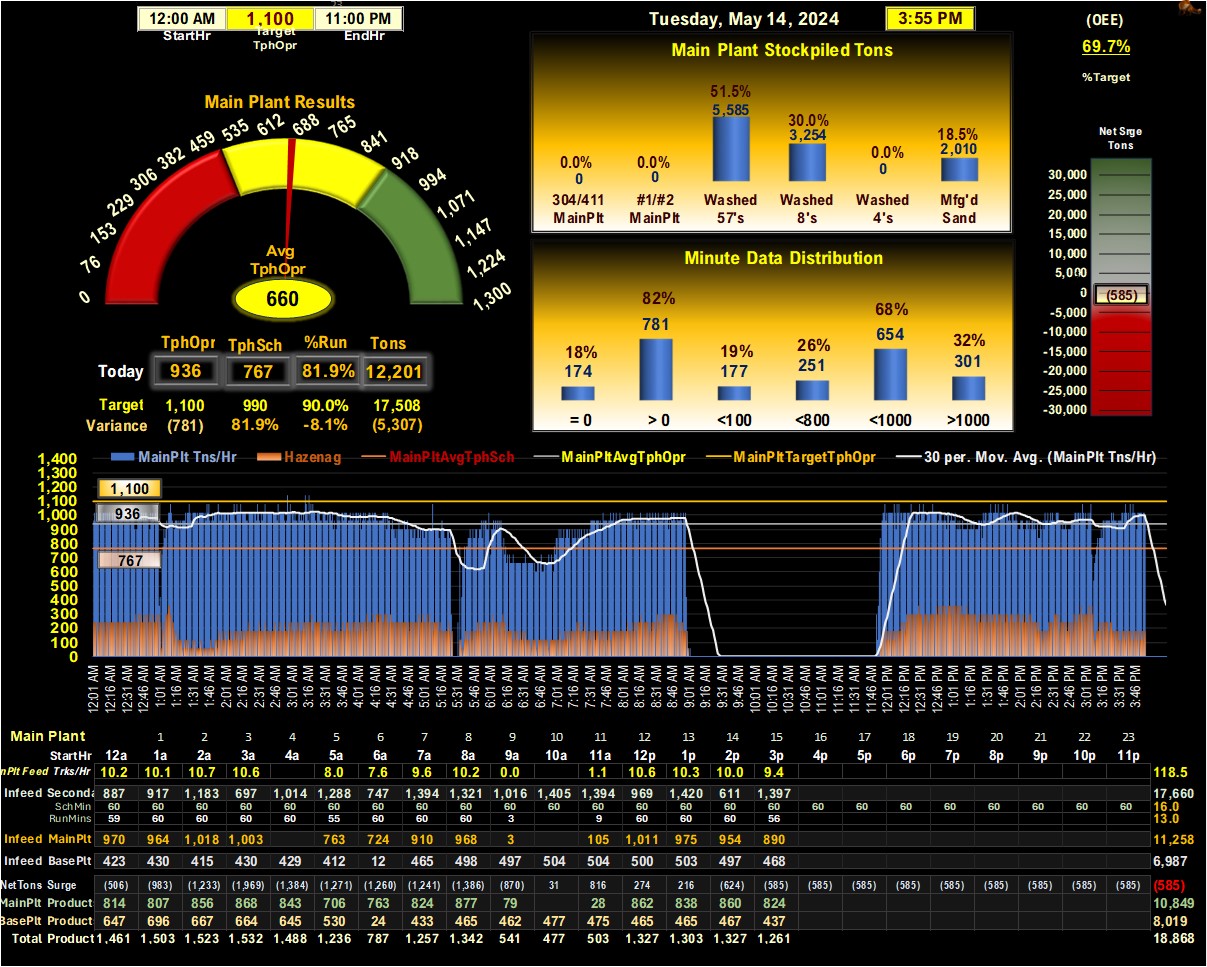 23
12:00 AM 1,100 11:00 PM
StartHr Target TphOpr EndHr
Tuesday, May 14, 2024 3:55 PM
(OEE)
69.7%
%Target
Main Plant Results
0 76 153 229 306 382 459 535 612 688 765 841 918 994 1,071 1,147 1,224 1,300
Avg
TphOpr
660
TphOpr TphSch %Run Tons
Today 936 767 81.9% 12,201
Target 1,100 990 90.0% 17,508
Variance (781) 81.9% -8.1% (5,307)
Main Plant Stockpiled Tons
0.0% 0.0% 51.5% 30.0% 0.0% 18.5%
0 0 5,585 3,254 0 2,010
304/411 #1/#2 Washed Washed Washed Mfg'd
MainPlt MainPlt 57's 8's 4's Sand
Minute Data Distribution
18% 82% 19% 26% 68% 32%
174 781 177 251 654 301
= 0 > 0 <100 <800 <1000 >1000
Net Srge
Tons
30,000
25,000
20,000
15,000
10,000
5,000
0 (585)
-5,000
-10,000
-15,000
-20,000
-25,000
-30,000
MainPlt Tns/Hr Hazenag MainPltAvgTphSch MainPltAvgTphOpr MainPltTargetTphOpr 30 per. Mov. Avg. (MainPlt Tns/Hr)
1,400
1,300
1,200
1,100 1,100
1,000
900 936
800
700
600 767
500
400
300
200
100
0
12:01 AM 12:16 AM 12:31 AM 12:46 AM 1:01 AM 1:16 AM 1:31 AM 1:46 AM 2:01 AM 2:16 AM 2:31 AM 2:46 AM 3:01 AM 3:16 AM 3:31 AM 3:46 AM 4:01 AM 4:16 AM 4:31 AM 4:46 AM 5:01 AM 5:16 AM 5:31 AM 5:46 AM 6:01 AM 6:16 AM 6:31 AM 6:46 AM 7:01 AM 7:16 AM 7:31 AM 7:46 AM 8:01 AM 8:16 AM 8:31 AM 8:46 AM 9:01 AM 9:16 AM 9:31 AM 9:46 AM 10:01 AM 10:16 AM 10:31 AM 10:46 AM 11:01 AM 11:16 AM 11:31 AM 11:46 AM 12:01 PM 12:16 PM 12:31 PM 12:46 PM 1:01 PM 1:16 PM 1:31 PM 1:46 PM 2:01 PM 2:16 PM 2:31 PM 2:46 PM 3:01 PM 3:16 PM 3:31 PM 3:46 PM
Main Plant 1 2 3 4 5 6 7 8 9 10 11 12 13 14 15 16 17 18 19 20 21 22 23
StartHr 12a 1a 2a 3a 4a 5a 6a 7a 8a 9a 10a 11a 12p 1p 2p 3p 4p 5p 6p 7p 8p 9p 10p 11p
nPlt Feed Trks/Hr 10.2 10.1 10.7 10.6 8.0 7.6 9.6 10.2 0.0 1.1 10.6 10.3 10.0 9.4 118.5
Infeed Seconda 887 917 1,183 697 1,014 1,288 747 1,394 1,321 1,016 1,405 1,394 969 1,420 611 1,397 17,660
SchMin 60 60 60 60 60 60 60 60 60 60 60 60 60 60 60 60 60 60 60 60 60 60 60 60 16.0
RunMins 59 60 60 60 55 60 60 60 3 9 60 60 60 56 13.0
Infeed MainPlt 970 964 1,018 1,003 763 724 910 968 3 105 1,011 975 954 890 11,258
Infeed BasePlt 423 430 415 430 429 412 12 465 498 497 504 504 500 503 497 468 6,987
NetTons Surge (506) (983) (1,233) (1,969) (1,384) (1,271) (1,260) (1,241) (1,386) (870) 31 816 274 216 (624) (585) (585) (585) (585) (585) (585) (585) (585) (585) (585)
MainPlt Product 814 807 856 868 843 706 763 824 877 79 28 862 838 860 824 10,849
BasePlt Product 647 696 667 664 645 530 24 433 465 462 477 475 465 465 467 437 8,019
Total Product 1,461 1,503 1,523 1,532 1,488 1,236 787 1,257 1,342 541 477 503 1,327 1,303 1,327 1,261 18,868